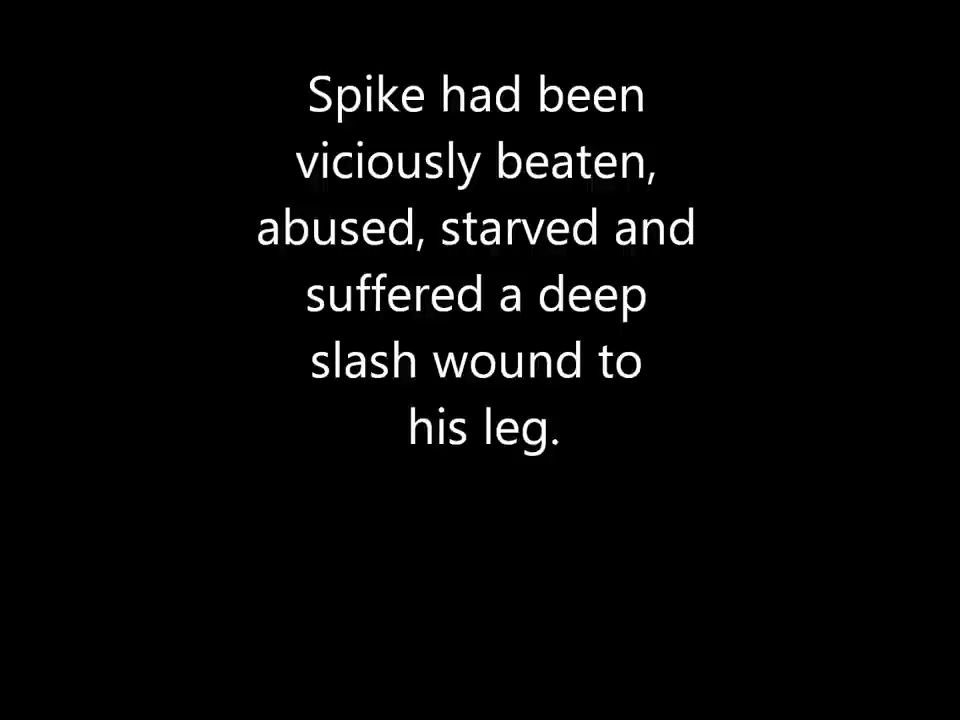 Spike had been
viciously beaten,
abused, starved and
suffered a deep
slash wound to
his leg.